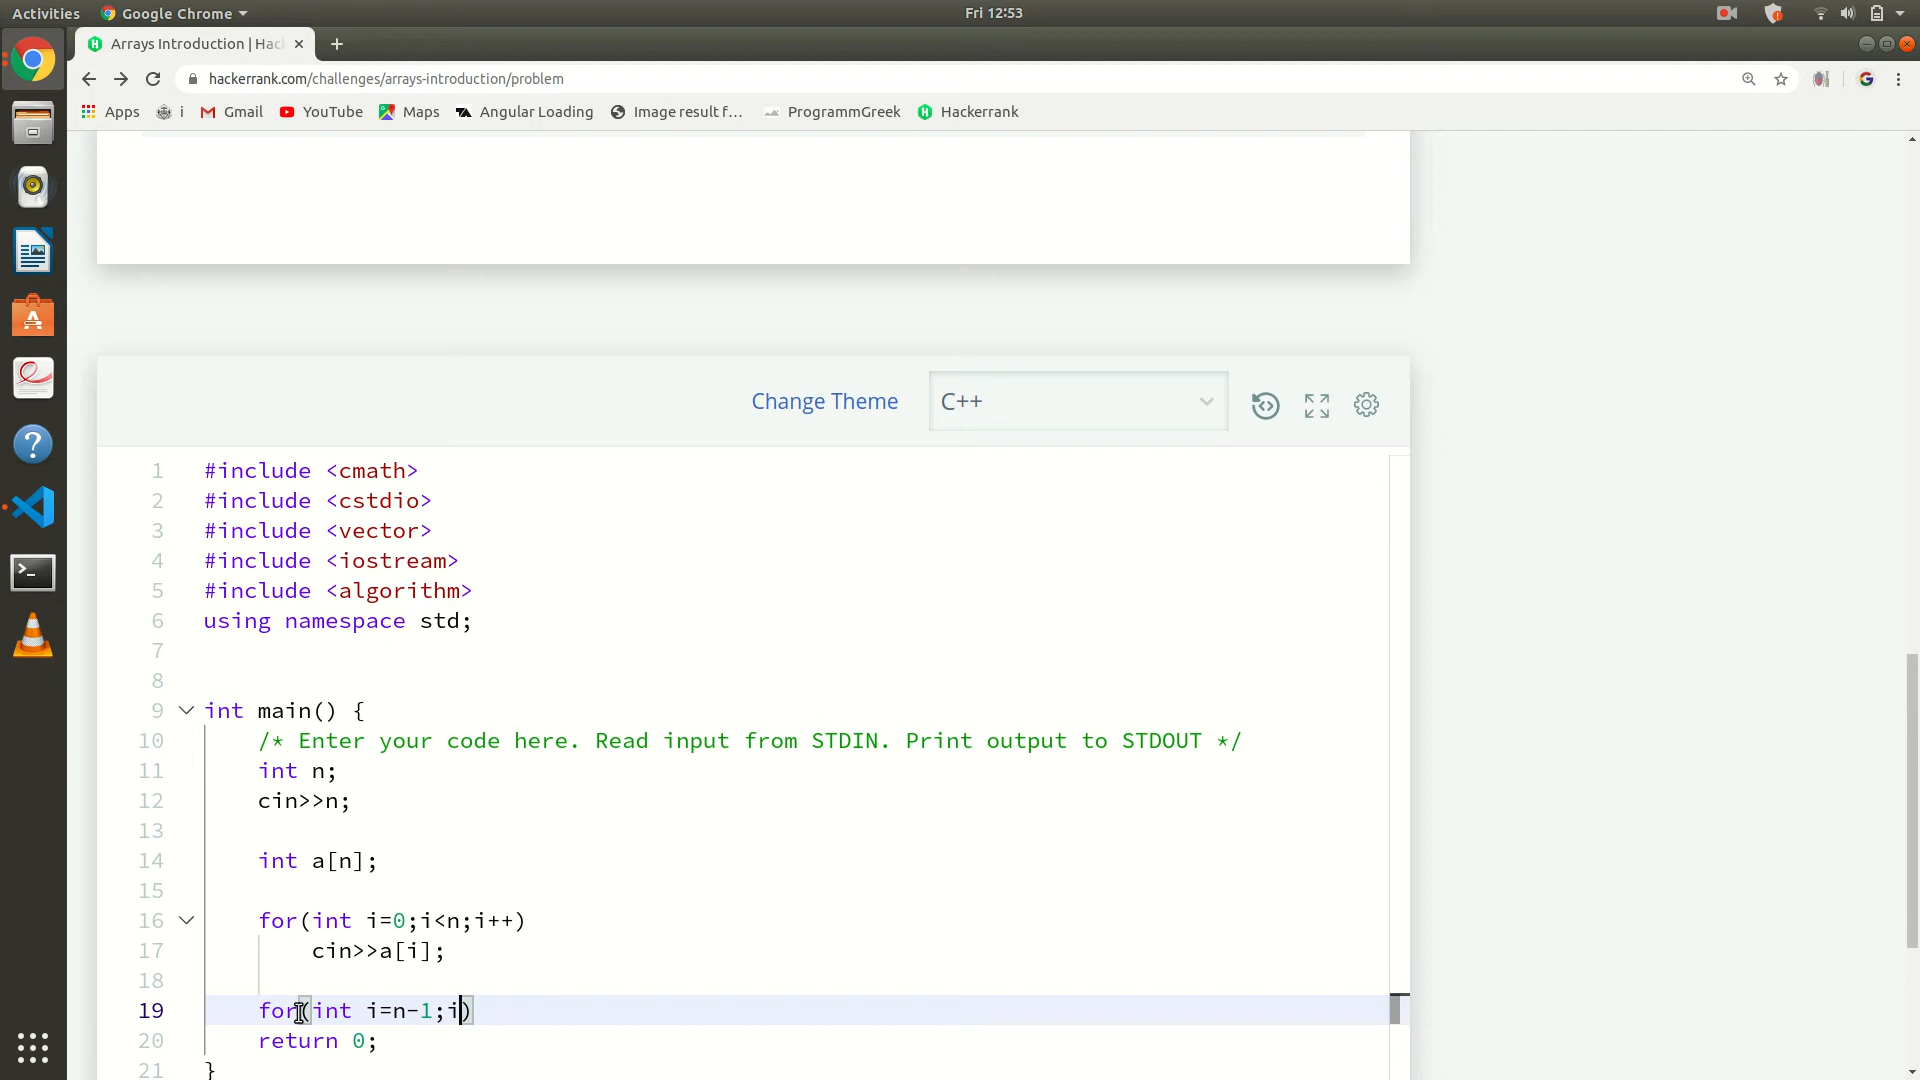 Activities
Google Chrome
Fri 12:53
Arrays Introduction | Hac
hackerrank.com/challenges/arrays-introduction/problem
Apps
i
Gmail
YouTube
Maps
Angular Loading
Image result f...
ProgrammGreek
Hackerrank
Change Theme
C++
1 #include <cmath>
2 #include <cstdio>
3 #include <vector>
4 #include <iostream>
5 #include <algorithm>
6 using namespace std;
7
8
9 int main() {
10 /* Enter your code here. Read input from STDIN. Print output to STDOUT */
11 int n;
12 cin>>n;
13
14 int a[n];
15
16 for(int i=0;i<n;i++)
17 cin>>a[i];
18
19 for(int i=n-1;i)
20 return 0;
21 }